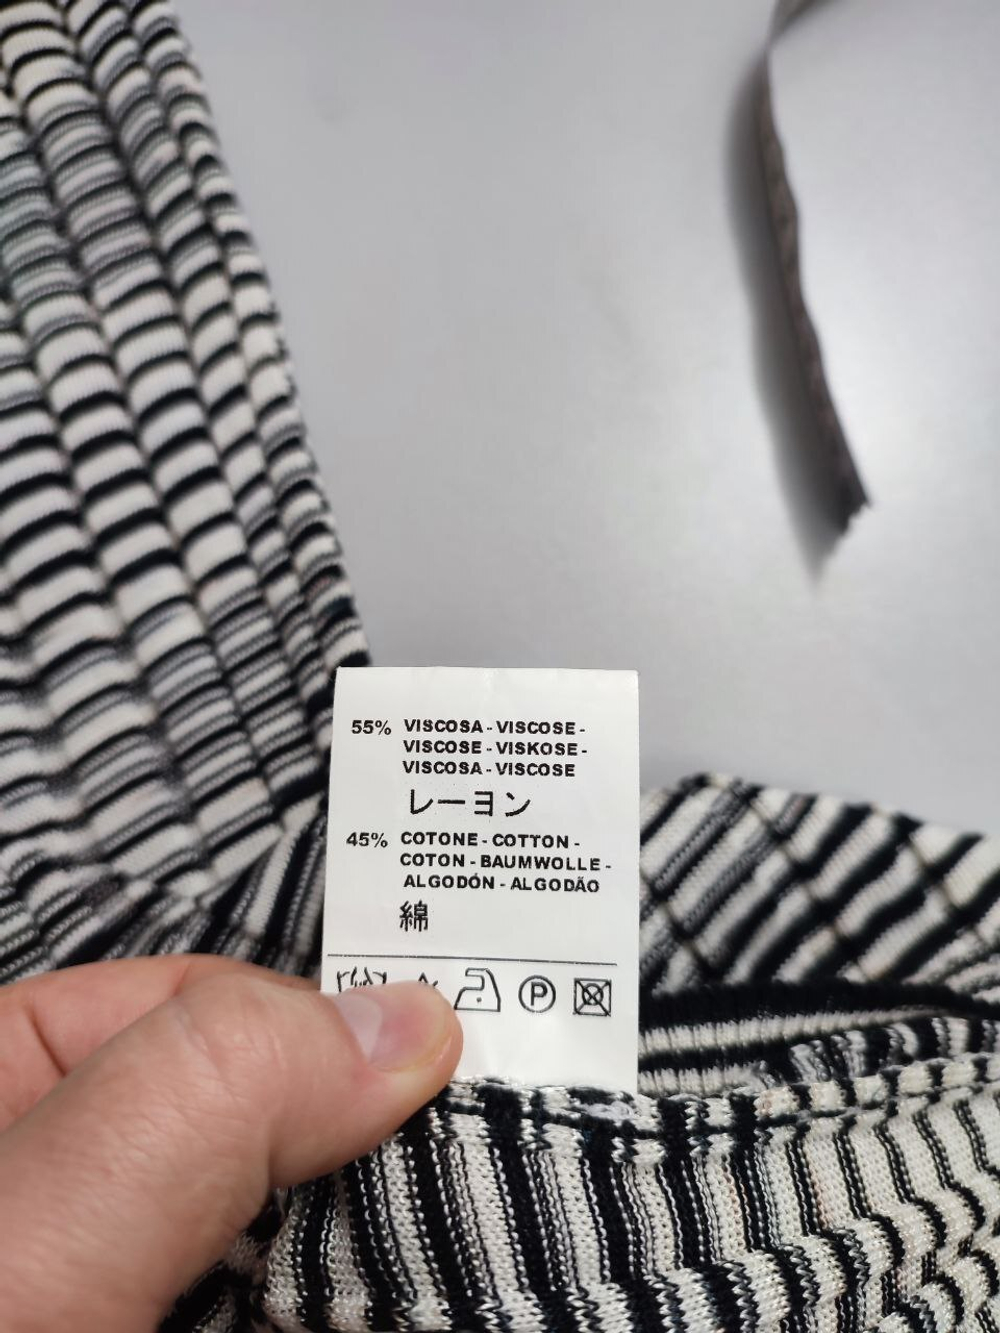 55% VISCOSA - VISCOSE -
VISCOSE - VISKOSE -
VISCOSA - VISCOSE
レーヨン
45% COTONE - COTTON -
COTON - BAUMWOLLE -
ALGODÓN - ALGODÃO
綿
P